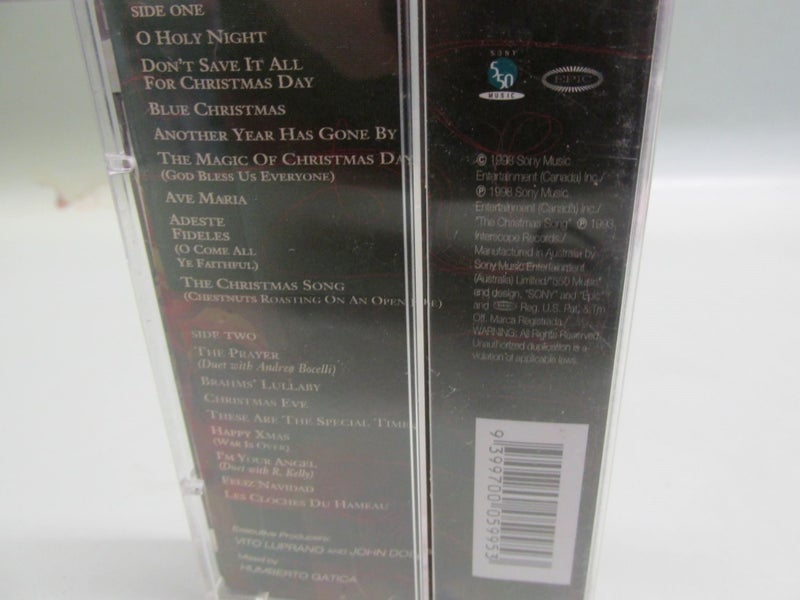 SIDE ONE
O HOLY NIGHT
DON'T SAVE IT ALL
FOR CHRISTMAS DAY
BLUE CHRISTMAS
ANOTHER YEAR HAS GONE BY
THE MAGIC OF CHRISTMAS DAY
(GOD BLESS US EVERYONE)
AVE MARIA
ADESTE
FIDELES
(O COME ALL
YE FAITHFUL)
THE CHRISTMAS SONG
(CHESTNUTS ROASTING ON AN OPEN FIRE)
SIDE TWO
THE PRAYER
(Duet with Andrea Bocelli)
BRAHMS' LULLABY
CHRISTMAS EVE
THESE ARE THE SPECIAL TIMES
HAPPY XMAS
(WAR IS OVER)
I'M YOUR ANGEL
(Duet with R. Kelly)
FELIZ NAVIDAD
LES CLOCHES DU HAMEAU
Executive Producers:
VITO LUPRANO AND JOHN
Mixed by
HUMBERTO GATICA
SONY
550
MUSIC
EPIC
© 1998 Sony Music
Entertainment (Canada) Inc./
℗ 1998 Sony Music
Entertainment (Canada) Inc./
"The Christmas Song" ℗ 1993
Interscope Records./
Manufactured in Australia by
Sony Music Entertainment
(Australia) Limited/"550 Music"
and design, "SONY" and "Epic"
and Reg. U.S. Pat. & Tm.
Off. Marca Registrada./
WARNING: All Rights Reserved.
Unauthorized duplication is a
violation of applicable laws.
9 399700 059953